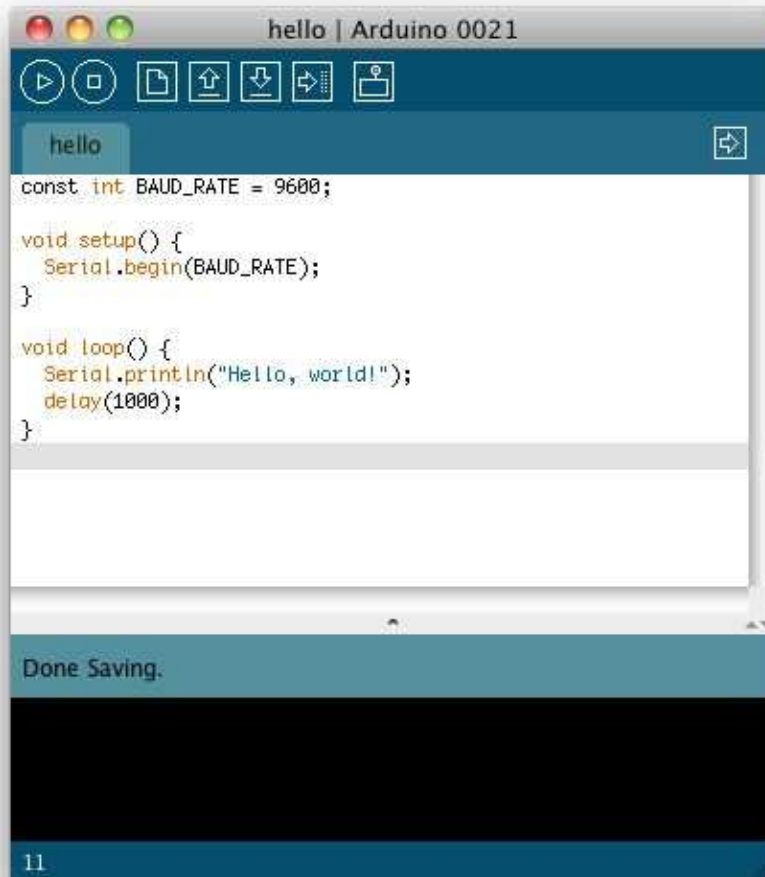 hello | Arduino 0021
hello
const int BAUD_RATE = 9600;
void setup() {
  Serial.begin(BAUD_RATE);
}
void loop() {
  Serial.println("Hello, world!");
  delay(1000);
}
Done Saving.
11